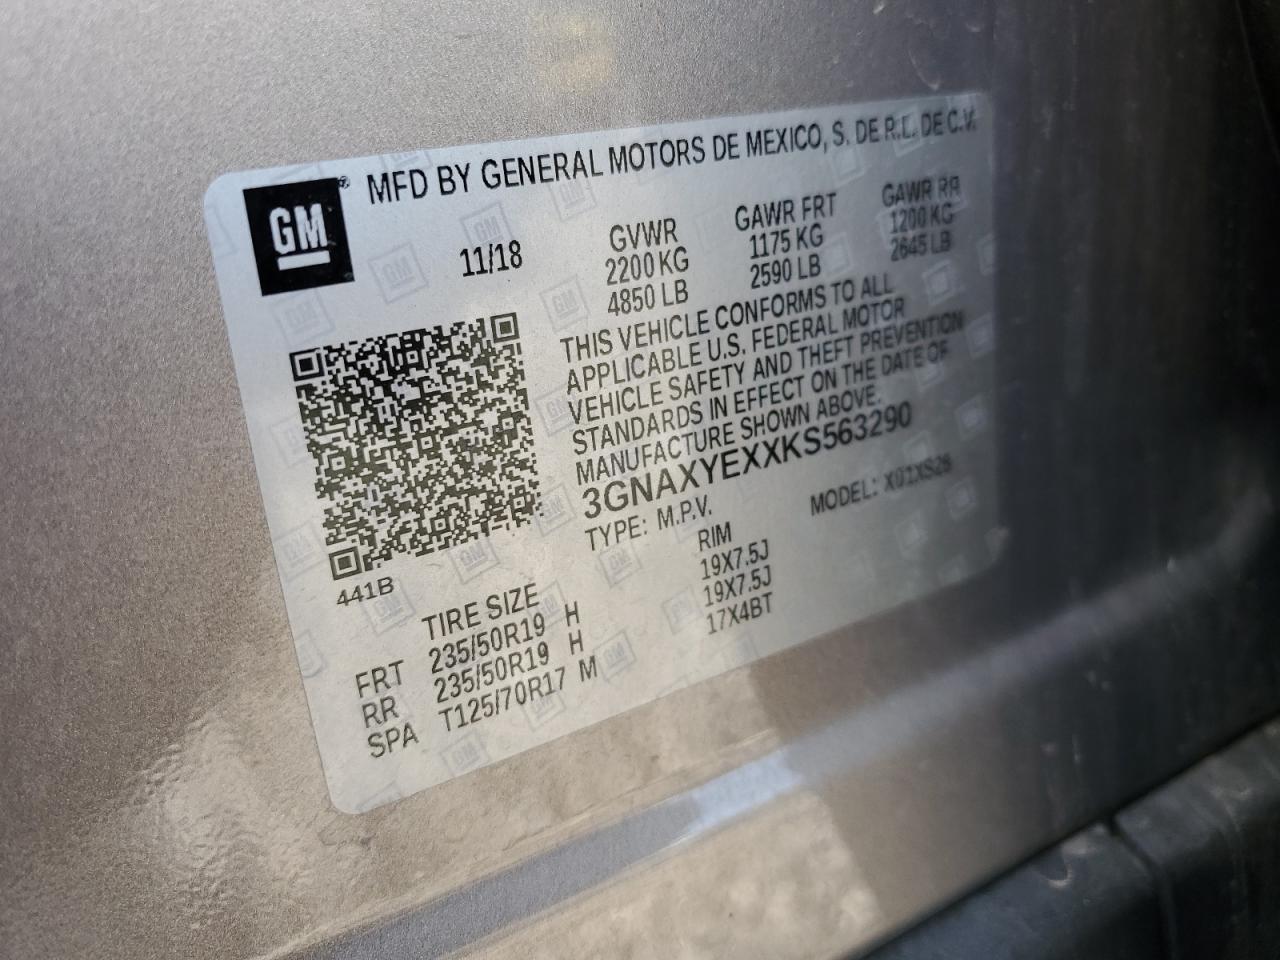 GM
MFD BY GENERAL MOTORS DE MEXICO, S. DE R.L. DE C.V.
11/18
GVWR
2200 KG
4850 LB
GAWR FRT
1175 KG
2590 LB
GAWR RR
1200 KG
2645 LB
THIS VEHICLE CONFORMS TO ALL
APPLICABLE U.S. FEDERAL MOTOR
VEHICLE SAFETY AND THEFT PREVENTION
STANDARDS IN EFFECT ON THE DATE OF
MANUFACTURE SHOWN ABOVE.
3GNAXYEXXKS563290
TYPE: M.P.V.
MODEL:
441B
TIRE SIZE
RIM
FRT 235/50R19 H 19X7.5J
RR 235/50R19 H 19X7.5J
SPA T125/70R17 M 17X4BT